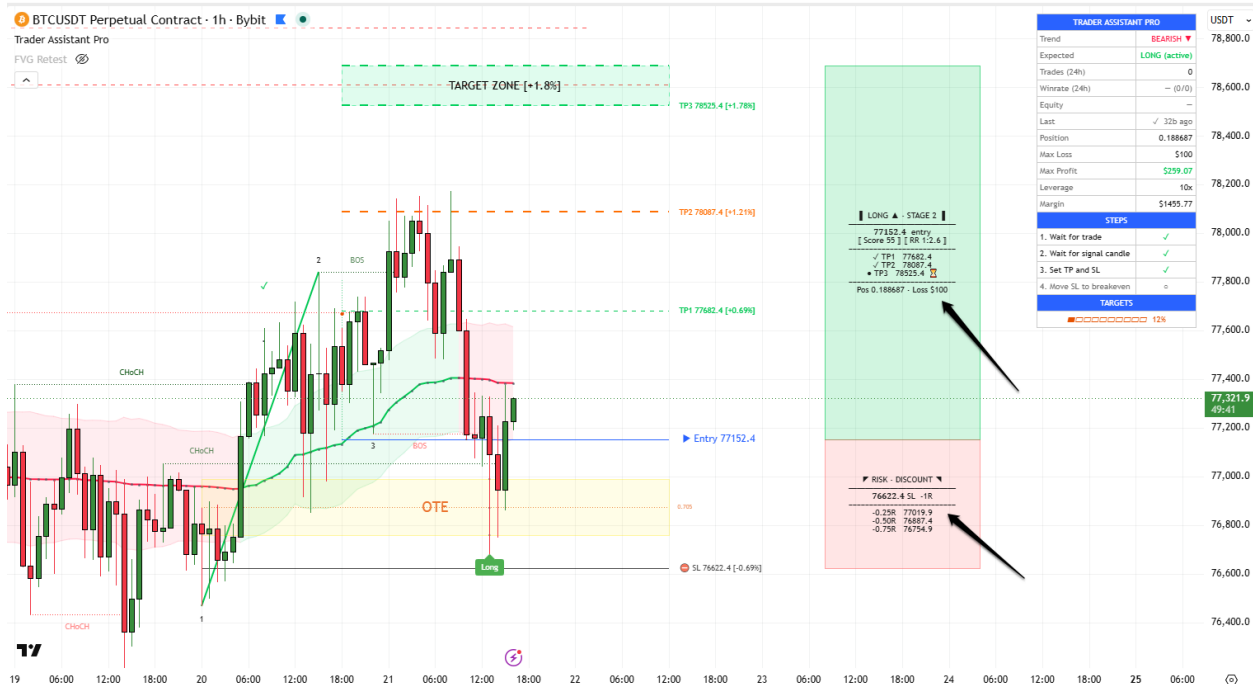 BTCUSDT Perpetual Contract · 1h · Bybit
Trader Assistant Pro
FVG Retest
TARGET ZONE [+1.8%]
TP3 78525.4 [+1.78%]
TP2 78087.4 [+1.21%]
2
BOS
TP1 77682.4 [+0.69%]
CHoCH
CHoCH
3
BOS
Entry 77152.4
OTE
0.705
Long
SL 76622.4 [-0.69%]
1
CHoCH
LONG ▲ - STAGE 2
77152.4 entry
[ Score 55 ] [ RR 1:2.6 ]
✓ TP1 77682.4
✓ TP2 78087.4
• TP3 78525.4 ⏳
Pos 0.188687 - Loss $100
RISK - DISCOUNT
76622.4 SL -1R
-0.25R 77019.9
-0.50R 76887.4
-0.75R 76754.9
TRADER ASSISTANT PRO
Trend BEARISH ▼
Expected LONG (active)
Trades (24h) 0
Winrate (24h) — (0/0)
Equity —
Last ✓ 32b ago
Position 0.188687
Max Loss $100
Max Profit $259.07
Leverage 10x
Margin $1455.77
STEPS
1. Wait for trade ✓
2. Wait for signal candle ✓
3. Set TP and SL ✓
4. Move SL to breakeven ○
TARGETS
12%
USDT
78,800.0
78,600.0
78,400.0
78,200.0
78,000.0
77,800.0
77,600.0
77,400.0
77,321.9
49:41
77,200.0
77,000.0
76,800.0
76,600.0
76,400.0
19 06:00 12:00 18:00 20 06:00 12:00 18:00 21 06:00 12:00 18:00 22 06:00 12:00 18:00 23 06:00 12:00 18:00 24 06:00 12:00 18:00 25 06:00